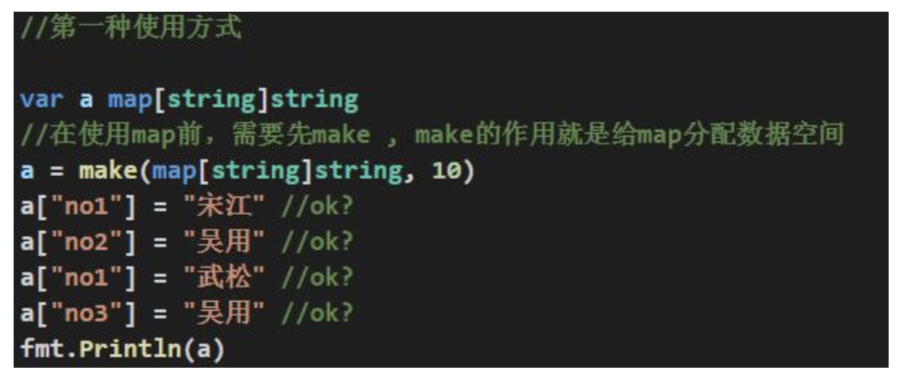 //第一种使用方式
var a map[string]string
//在使用map前，需要先make , make的作用就是给map分配数据空间
a = make(map[string]string, 10)
a["no1"] = "宋江" //ok?
a["no2"] = "吴用" //ok?
a["no1"] = "武松" //ok?
a["no3"] = "吴用" //ok?
fmt.Println(a)